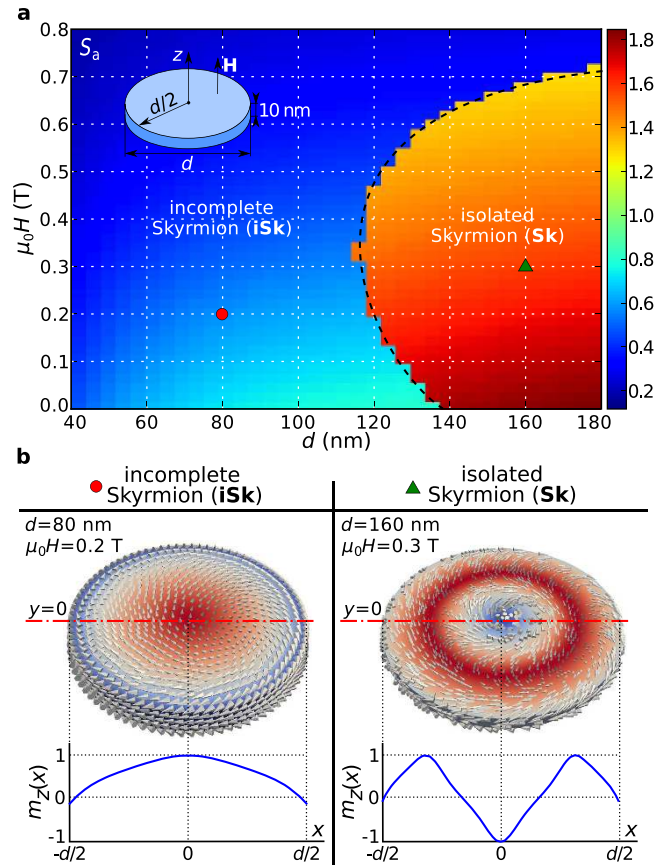 a
Sₐ
z
H
d/2
10 nm
d
incomplete
Skyrmion (iSk)
isolated
Skyrmion (Sk)
μ₀H (T)
0.8
0.7
0.6
0.5
0.4
0.3
0.2
0.1
0.0
40 60 80 100 120 140 160 180
d (nm)
1.8
1.6
1.4
1.2
1.0
0.8
0.6
0.4
0.2
b
incomplete
Skyrmion (iSk)
isolated
Skyrmion (Sk)
d=80 nm
μ₀H=0.2 T
y=0
d=160 nm
μ₀H=0.3 T
y=0
m_z(x)
1
0
-1
x
-d/2 0 d/2
m_z(x)
1
0
-1
x
-d/2 0 d/2